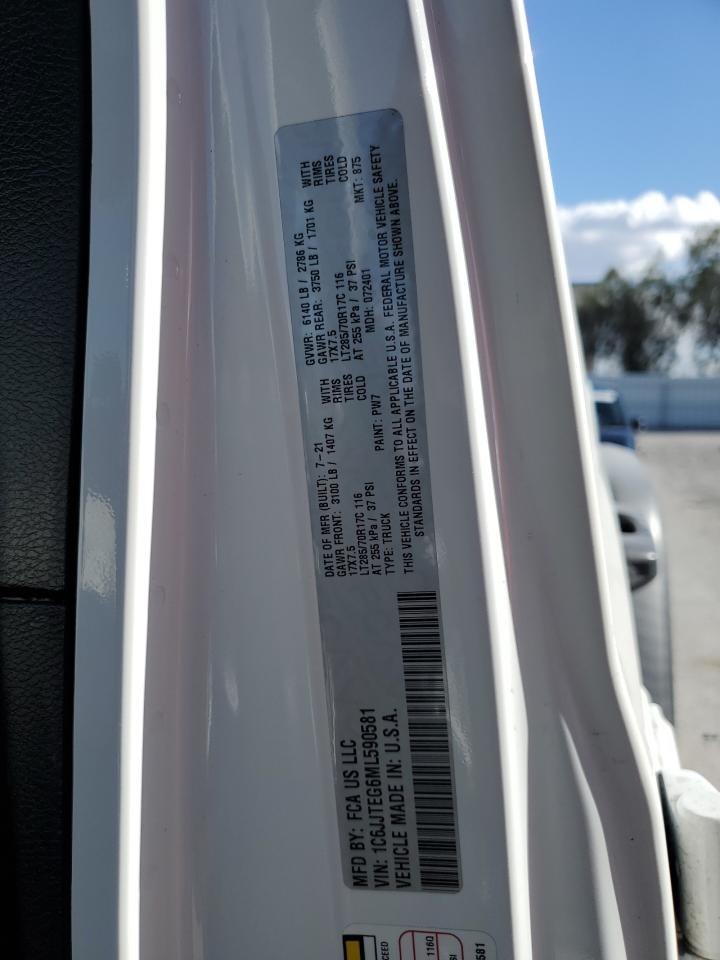 MFD BY: FCA US LLC
VIN: 1C6JJTEG6ML590581
VEHICLE MADE IN: U.S.A.
DATE OF MFR (BUILT): 7-21
GAWR FRONT: 3100 LB / 1407 KG WITH
17X7.5 RIMS
LT285/70R17C 116 TIRES
AT 255 kPa / 37 PSI COLD
TYPE: TRUCK PAINT: PW7
GVWR: 6140 LB / 2786 KG
GAWR REAR: 3750 LB / 1701 KG WITH
17X7.5 RIMS
LT285/70R17C 116 TIRES
AT 255 kPa / 37 PSI COLD
MDH: 072401 MKT: 875
THIS VEHICLE CONFORMS TO ALL APPLICABLE U.S.A. FEDERAL MOTOR VEHICLE SAFETY
STANDARDS IN EFFECT ON THE DATE OF MANUFACTURE SHOWN ABOVE.
116Q
581